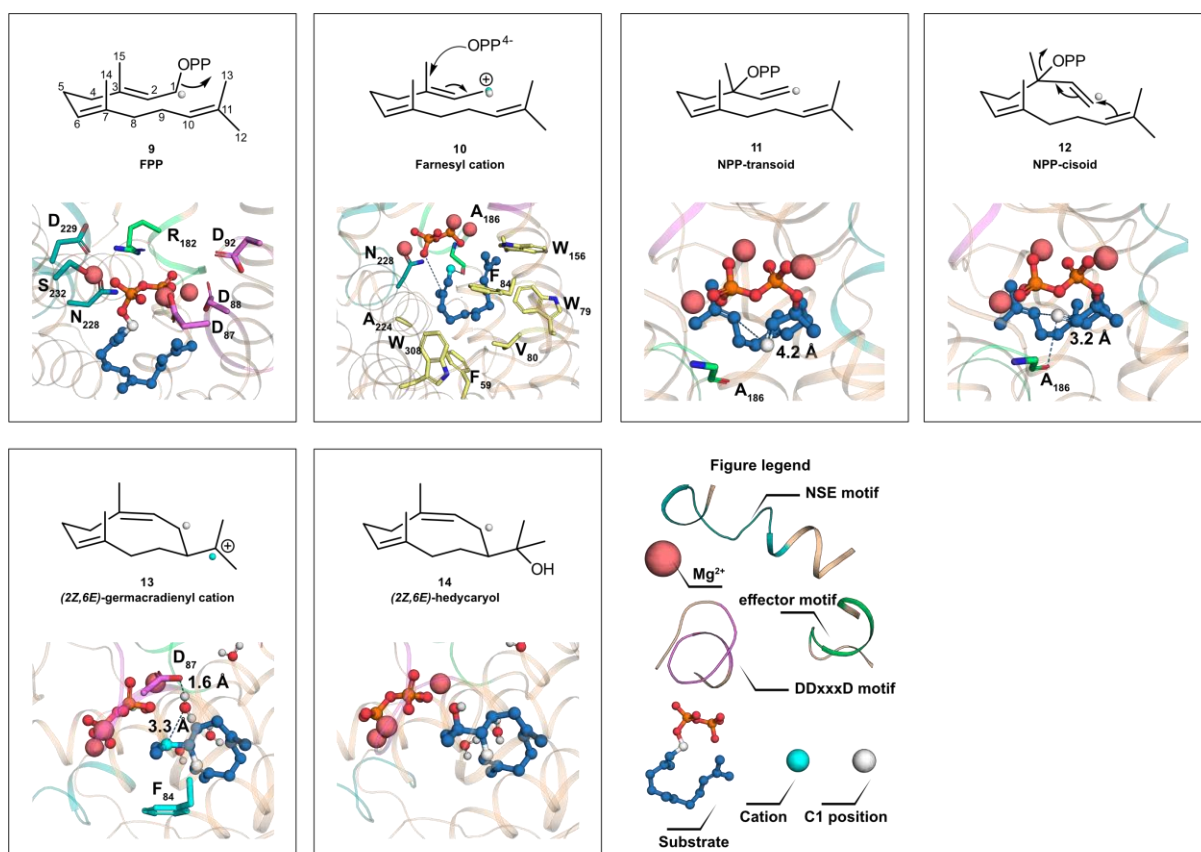 OPP
15
14
13
5
4
3
2
1
6
7
8
9
10
11
12
9
FPP
D229
R182
D92
S232
N228
D88
D87
OPP4-
+
10
Farnesyl cation
A186
N228
W156
F84
W79
A224
W308
V80
F59
OPP
11
NPP-transoid
4.2 Å
A186
OPP
12
NPP-cisoid
3.2 Å
A186
+
13
(2Z,6E)-germacradienyl cation
D87
1.6 Å
3.3 Å
F84
OH
14
(2Z,6E)-hedycaryol
Figure legend
NSE motif
Mg2+
effector motif
DDxxxD motif
Cation
C1 position
Substrate